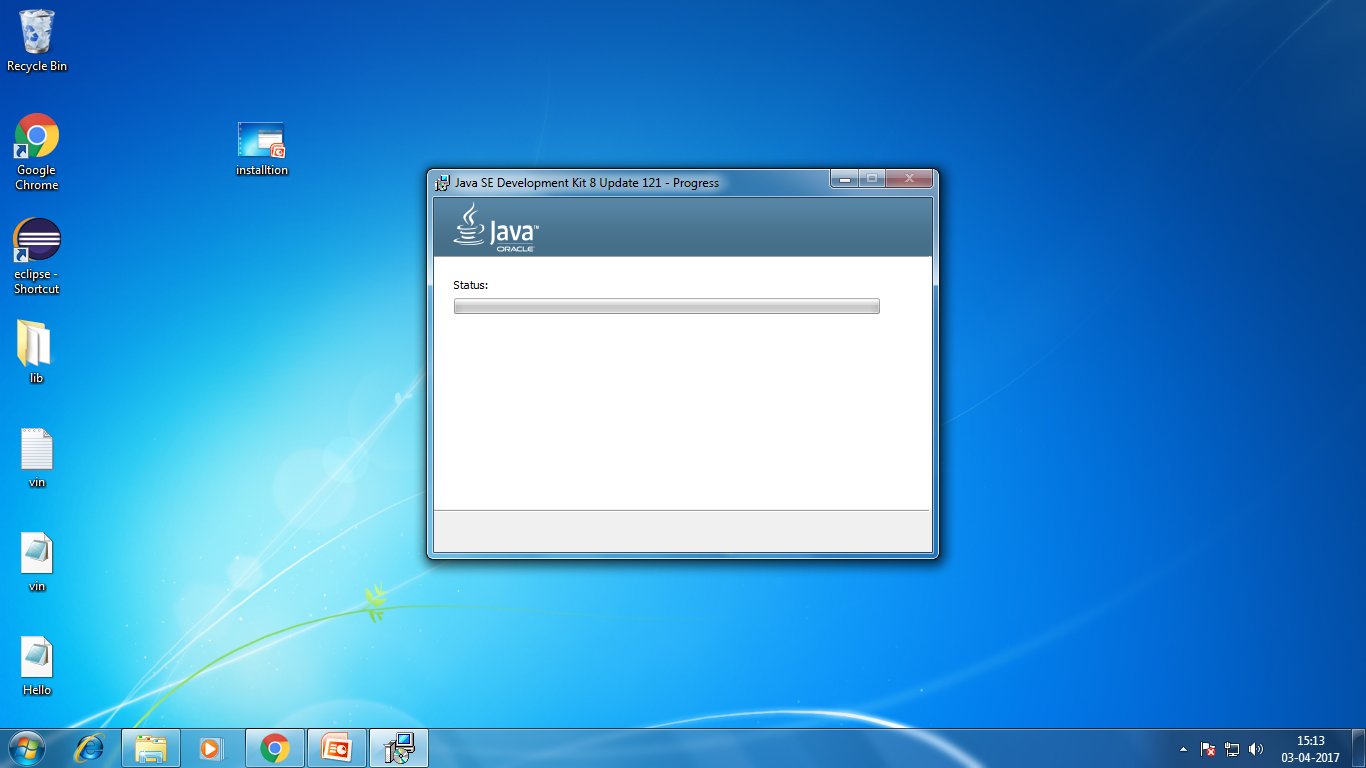 Recycle Bin
Google
Chrome
eclipse -
Shortcut
lib
vin
vin
Hello
installtion
Java SE Development Kit 8 Update 121 - Progress
Java™
ORACLE
Status:
15:13
03-04-2017